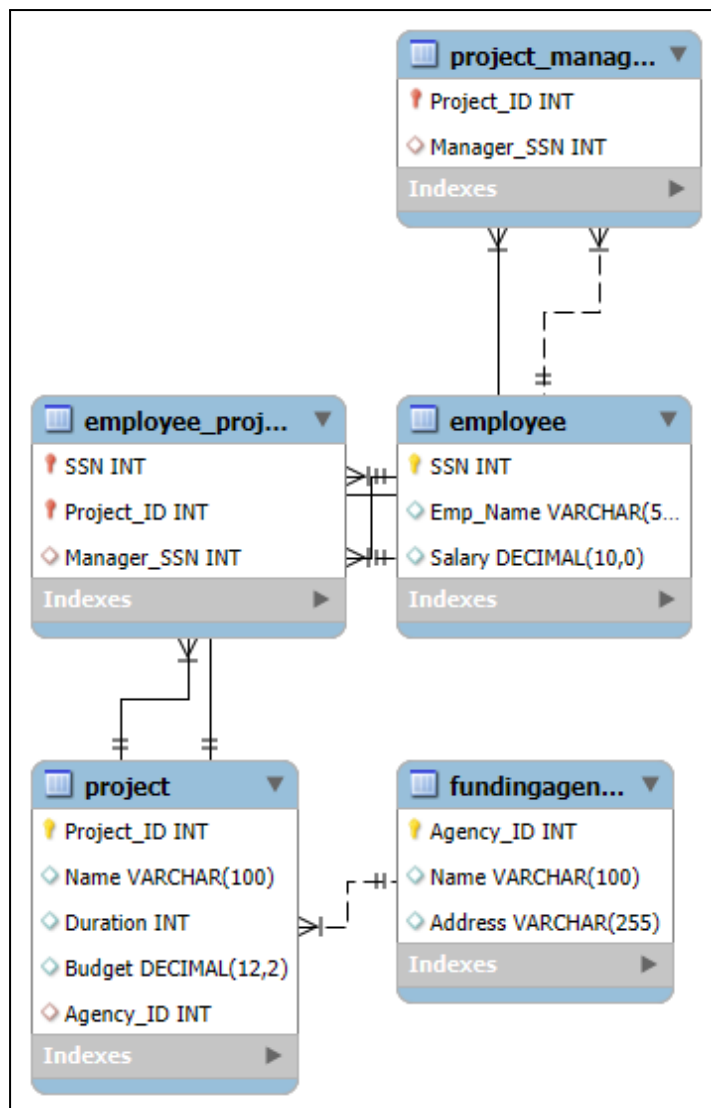 project_manag...
Project_ID INT
Manager_SSN INT
Indexes
employee_proj...
SSN INT
Project_ID INT
Manager_SSN INT
Indexes
employee
SSN INT
Emp_Name VARCHAR(5...
Salary DECIMAL(10,0)
Indexes
project
Project_ID INT
Name VARCHAR(100)
Duration INT
Budget DECIMAL(12,2)
Agency_ID INT
Indexes
fundingagen...
Agency_ID INT
Name VARCHAR(100)
Address VARCHAR(255)
Indexes